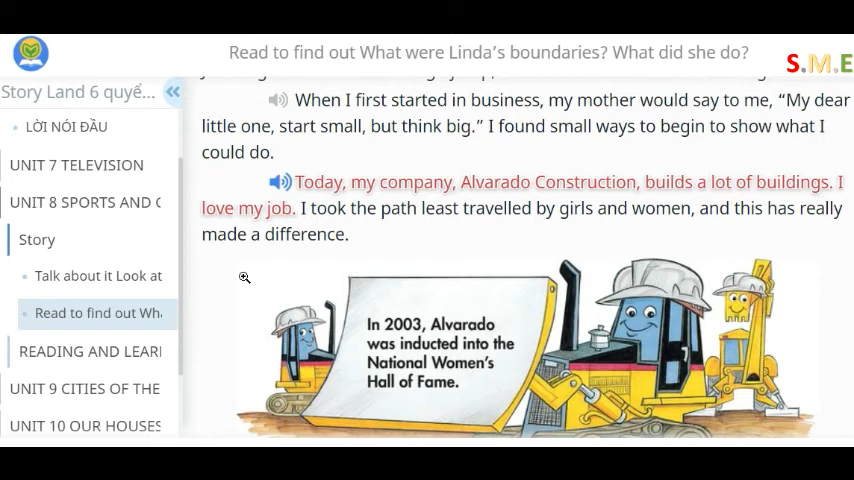 Read to find out What were Linda's boundaries? What did she do?
S.M.E
Story Land 6 quyể...
LỜI NÓI ĐẦU
UNIT 7 TELEVISION
UNIT 8 SPORTS AND
Story
Talk about it Look at
Read to find out
READING AND
UNIT 9 CITIES OF THE
UNIT 10 OUR HOUSES
When I first started in business, my mother would say to me, “My dear
little one, start small, but think big.” I found small ways to begin to show what I
could do.
Today, my company, Alvarado Construction, builds a lot of buildings. I
love my job. I took the path least travelled by girls and women, and this has really
made a difference.
In 2003, Alvarado
was inducted into the
National Women's
Hall of Fame.